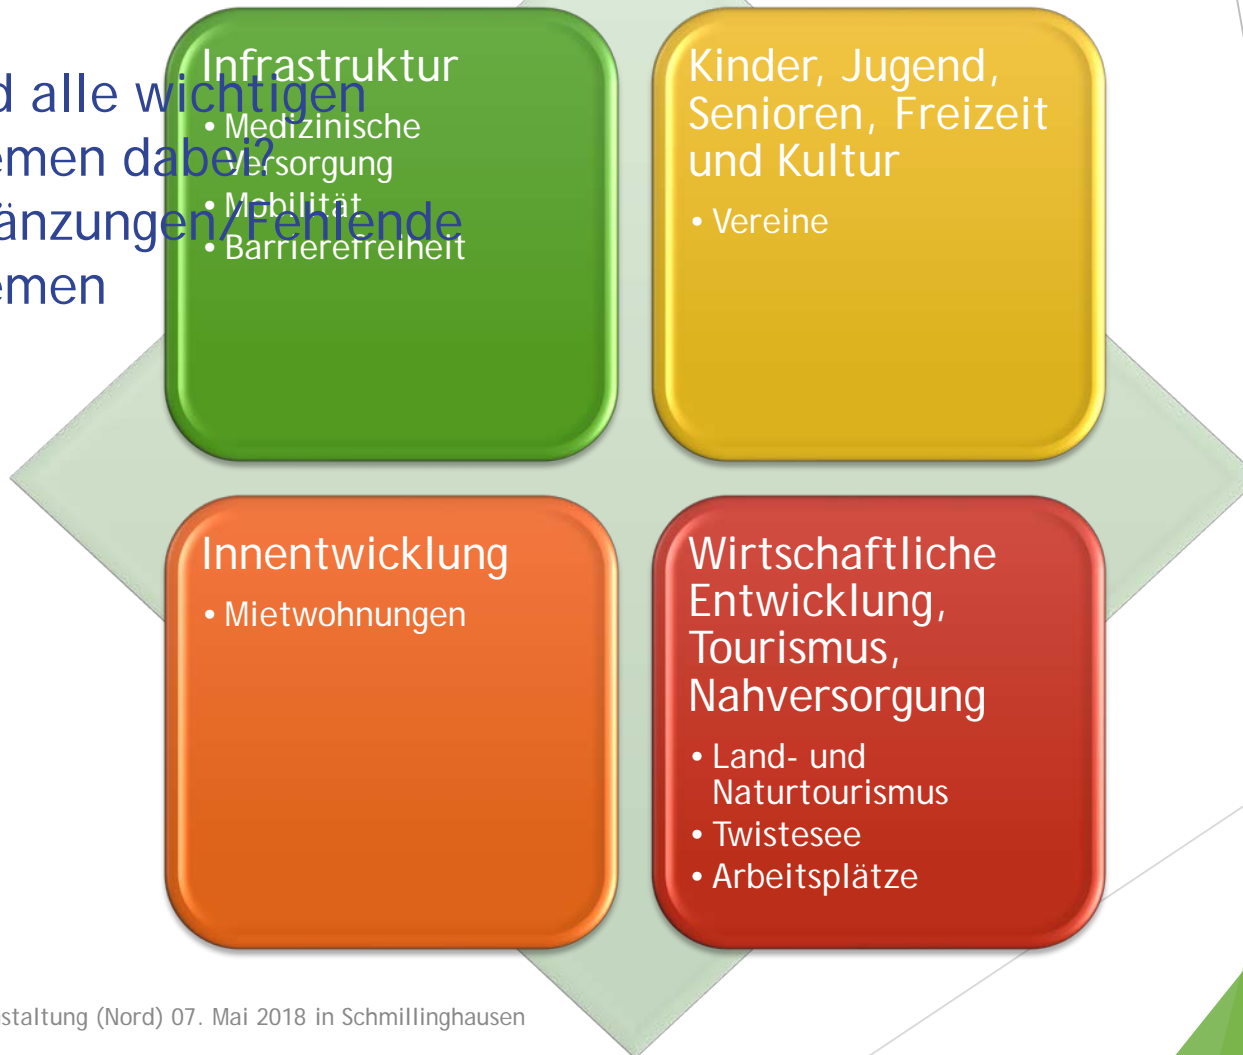 d alle wichtigen
emen dabei?
änzungen/Fehlende
emen
Infrastruktur
• Medizinische
Versorgung
• Mobilität
• Barrierefreiheit
Kinder, Jugend,
Senioren, Freizeit
und Kultur
• Vereine
Innentwicklung
• Mietwohnungen
Wirtschaftliche
Entwicklung,
Tourismus,
Nahversorgung
• Land- und
Naturtourismus
• Twistesee
• Arbeitsplätze
staltung (Nord) 07. Mai 2018 in Schmillinghausen